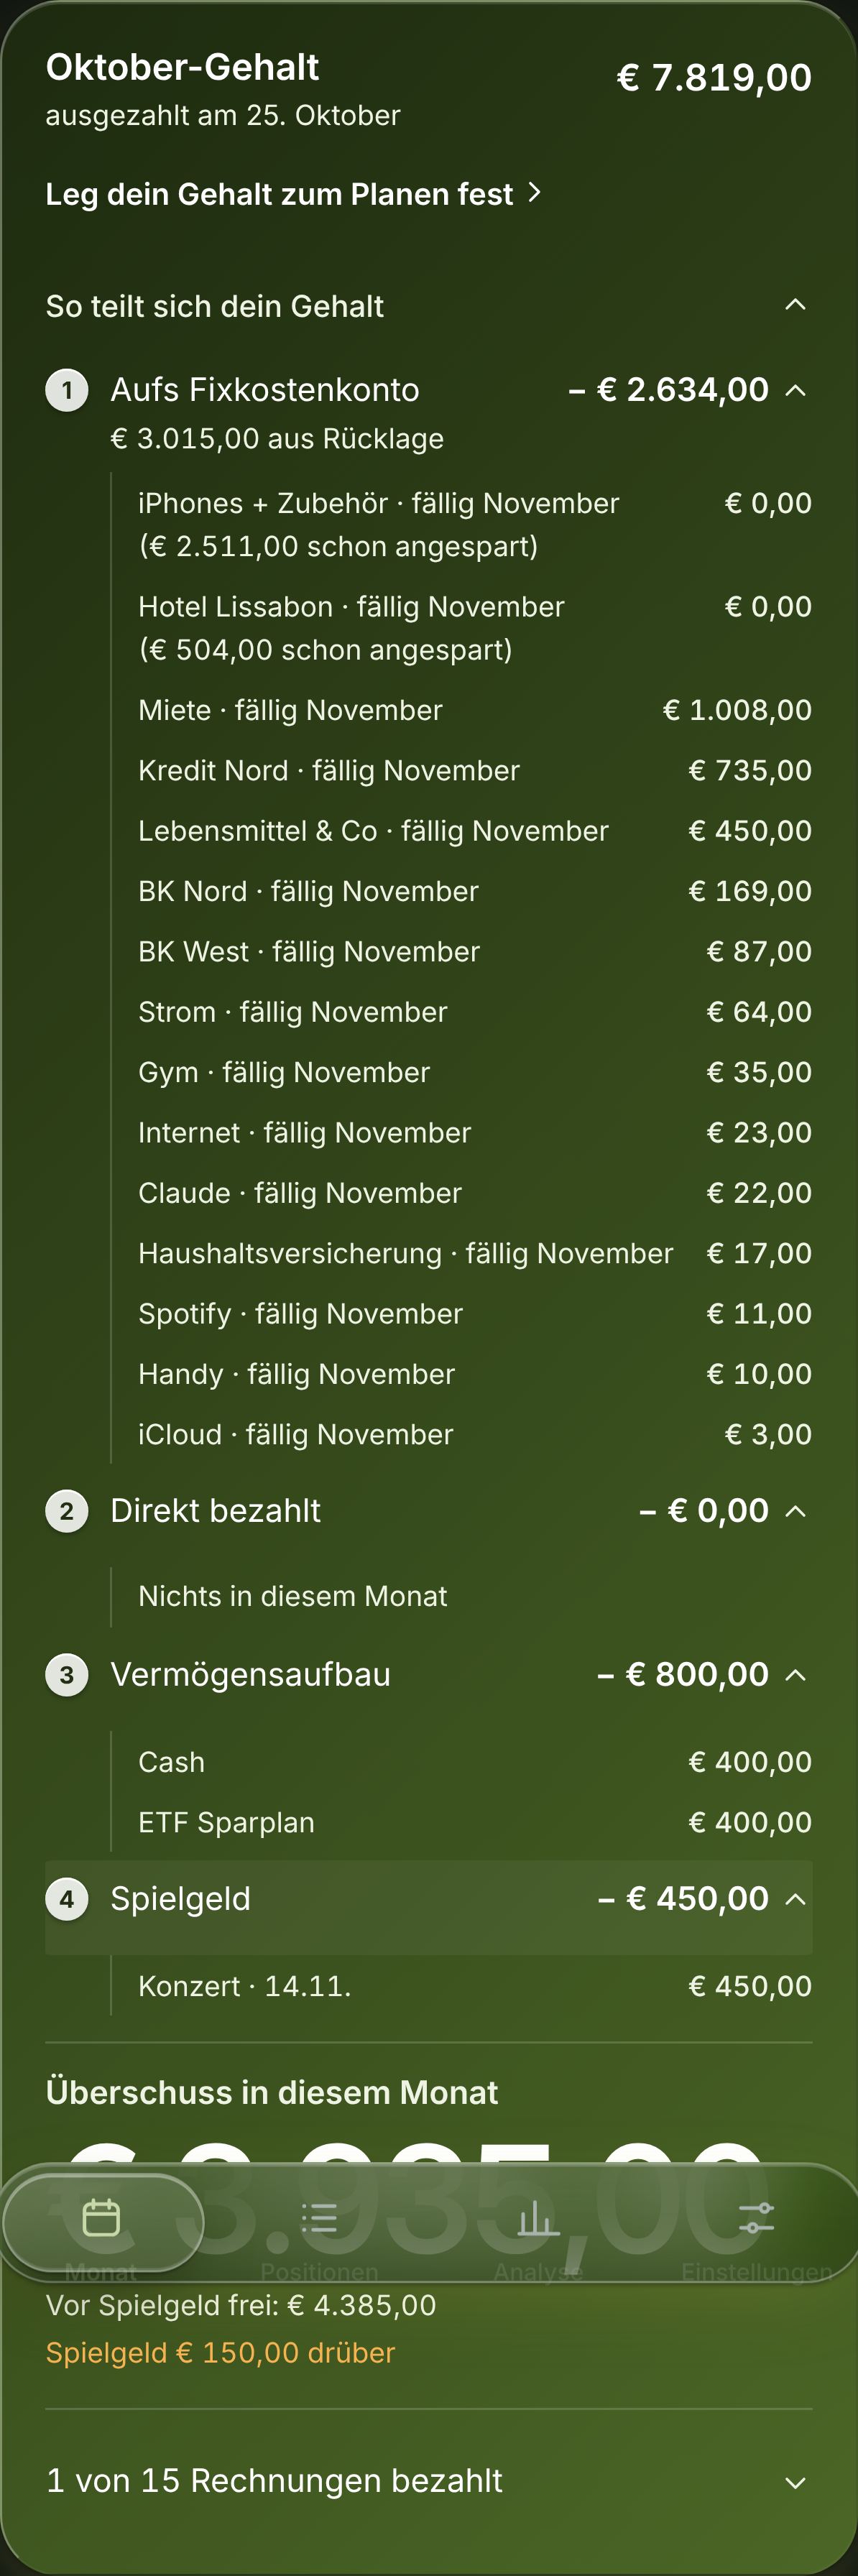 Oktober-Gehalt
€ 7.819,00
ausgezahlt am 25. Oktober
Leg dein Gehalt zum Planen fest
So teilt sich dein Gehalt
1 Aufs Fixkostenkonto – € 2.634,00
€ 3.015,00 aus Rücklage
iPhones + Zubehör · fällig November € 0,00
(€ 2.511,00 schon angespart)
Hotel Lissabon · fällig November € 0,00
(€ 504,00 schon angespart)
Miete · fällig November € 1.008,00
Kredit Nord · fällig November € 735,00
Lebensmittel & Co · fällig November € 450,00
BK Nord · fällig November € 169,00
BK West · fällig November € 87,00
Strom · fällig November € 64,00
Gym · fällig November € 35,00
Internet · fällig November € 23,00
Claude · fällig November € 22,00
Haushaltsversicherung · fällig November € 17,00
Spotify · fällig November € 11,00
Handy · fällig November € 10,00
iCloud · fällig November € 3,00
2 Direkt bezahlt – € 0,00
Nichts in diesem Monat
3 Vermögensaufbau – € 800,00
Cash € 400,00
ETF Sparplan € 400,00
4 Spielgeld – € 450,00
Konzert · 14.11. € 450,00
Überschuss in diesem Monat
€ 3.935,00
Monat Positionen Analyse Einstellungen
Vor Spielgeld frei: € 4.385,00
Spielgeld € 150,00 drüber
1 von 15 Rechnungen bezahlt